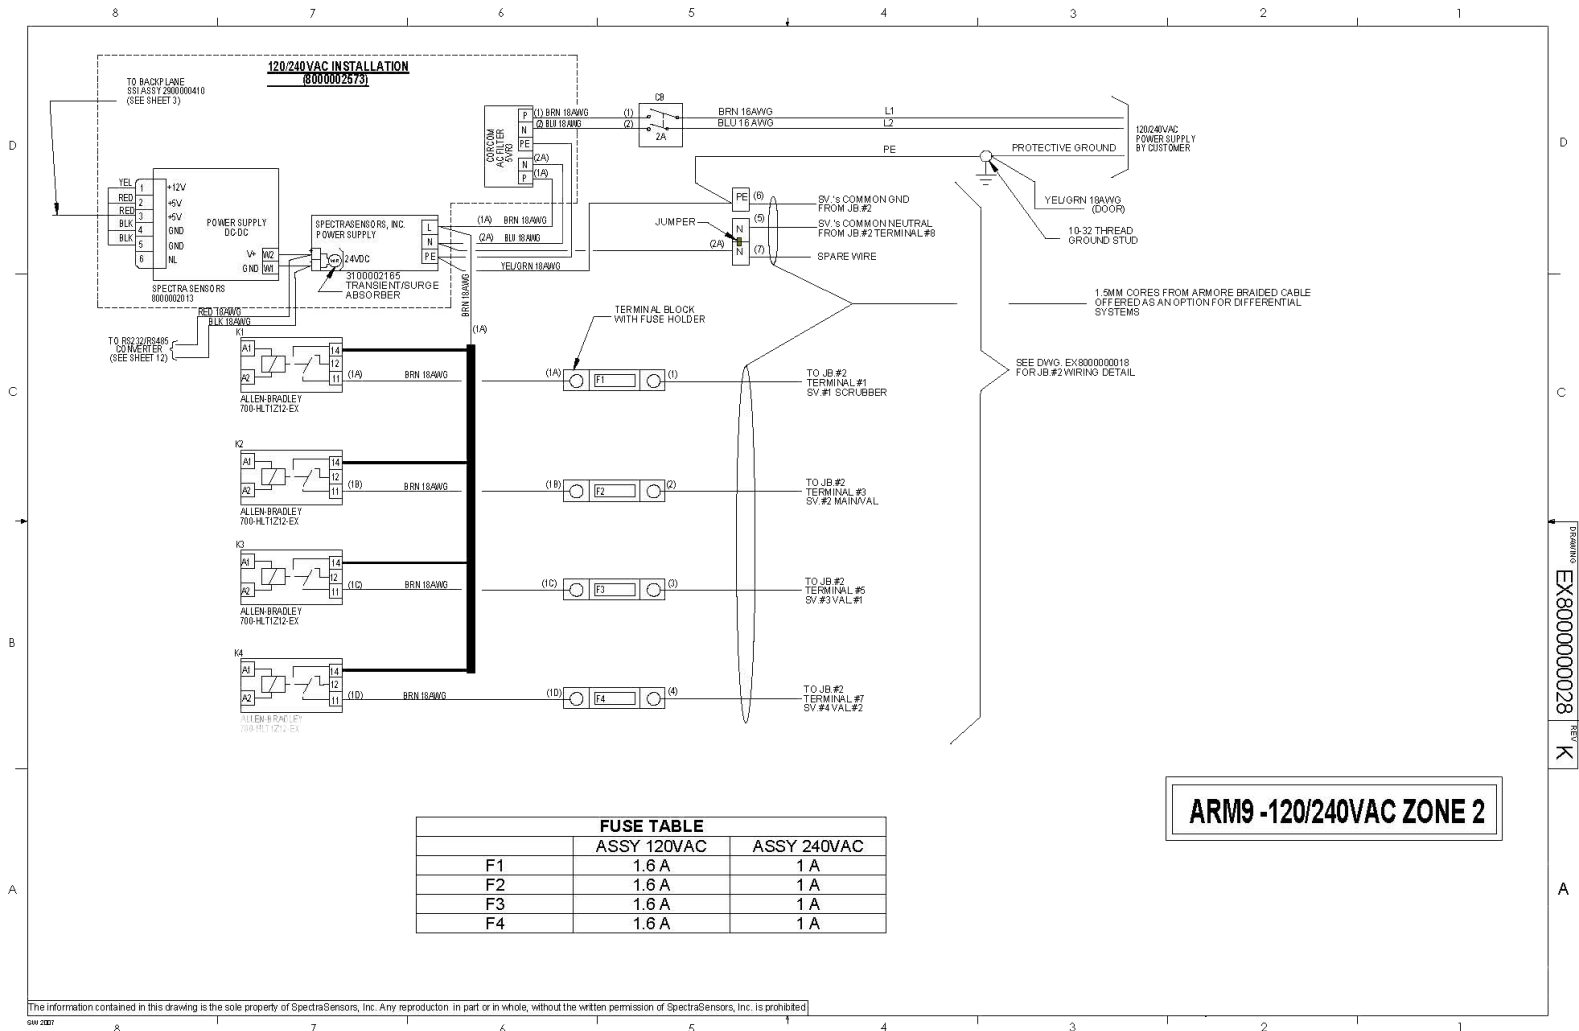 8 7 6 5 4 3 2 1
D
D
C
C
B
A
A
120/240VAC INSTALLATION
(8000002573)
TO BACKPLANE
SSI ASSY 2900000410
(SEE SHEET 3)
YEL
RED
RED
BLK
BLK
1
2
3
4
5
6
+12V
+5V
+5V
GND
GND
NL
POWER SUPPLY
DC-DC
V+ W2
GND W1
SPECTRA SENSORS
8000002013
SPECTRASENSORS, INC.
POWER SUPPLY
24VDC
L
N
PE
3100002165
TRANSIENT/SURGE
ABSORBER
CORCOM
AC FILTER
5VR3
P
N
PE
N
P
(1) BRN 18AWG
(2) BLU 18AWG
(2A)
(1A)
(1)
(2)
CB
2A
BRN 16AWG
BLU 16 AWG
L1
L2
PE
PROTECTIVE GROUND
120/240VAC
POWER SUPPLY
BY CUSTOMER
YEL/GRN 18AWG
(DOOR)
10-32 THREAD
GROUND STUD
(1A) BRN 18AWG
(2A) BLU 18AWG
YEL/GRN 18AWG
BRN 18AWG
(1A)
PE (6)
N (5)
N (7)
(2A)
JUMPER
SV.'s COMMON GND
FROM JB.#2
SV.'s COMMON NEUTRAL
FROM JB.#2 TERMINAL #8
SPARE WIRE
1.5MM CORES FROM ARMORE BRAIDED CABLE
OFFERED AS AN OPTION FOR DIFFERENTIAL
SYSTEMS
SEE DWG. EX8000000018
FOR JB.#2 WIRING DETAIL
RED 18AWG
BLK 18AWG
TO RS232/RS485
CONVERTER
(SEE SHEET 12)
TERMINAL BLOCK
WITH FUSE HOLDER
K1
A1
A2
14
12
11
(1A) BRN 18AWG (1A) F1 (1)
TO JB.#2
TERMINAL #1
SV.#1 SCRUBBER
ALLEN-BRADLEY
700-HLT1Z12-EX
K2
A1
A2
14
12
11
(1B) BRN 18AWG (1B) F2 (2)
TO JB.#2
TERMINAL #3
SV.#2 MAIN/VAL
ALLEN-BRADLEY
700-HLT1Z12-EX
K3
A1
A2
14
12
11
(1C) BRN 18AWG (1C) F3 (3)
TO JB.#2
TERMINAL #5
SV.#3 VAL.#1
ALLEN-BRADLEY
700-HLT1Z12-EX
K4
A1
A2
14
12
11
(1D) BRN 18AWG (1D) F4 (4)
TO JB.#2
TERMINAL #7
SV.#4 VAL.#2
ALLEN-BRADLEY
700-HLT1Z12-EX
DRAWING EX8000000028 REV K
ARM9 -120/240VAC ZONE 2
FUSE TABLE
ASSY 120VAC ASSY 240VAC
F1 1.6 A 1 A
F2 1.6 A 1 A
F3 1.6 A 1 A
F4 1.6 A 1 A
The information contained in this drawing is the sole property of SpectraSensors, Inc. Any reproducton in part or in whole, without the written permission of SpectraSensors, Inc. is prohibited
SW 2007
8 7 6 5 4 3 2 1